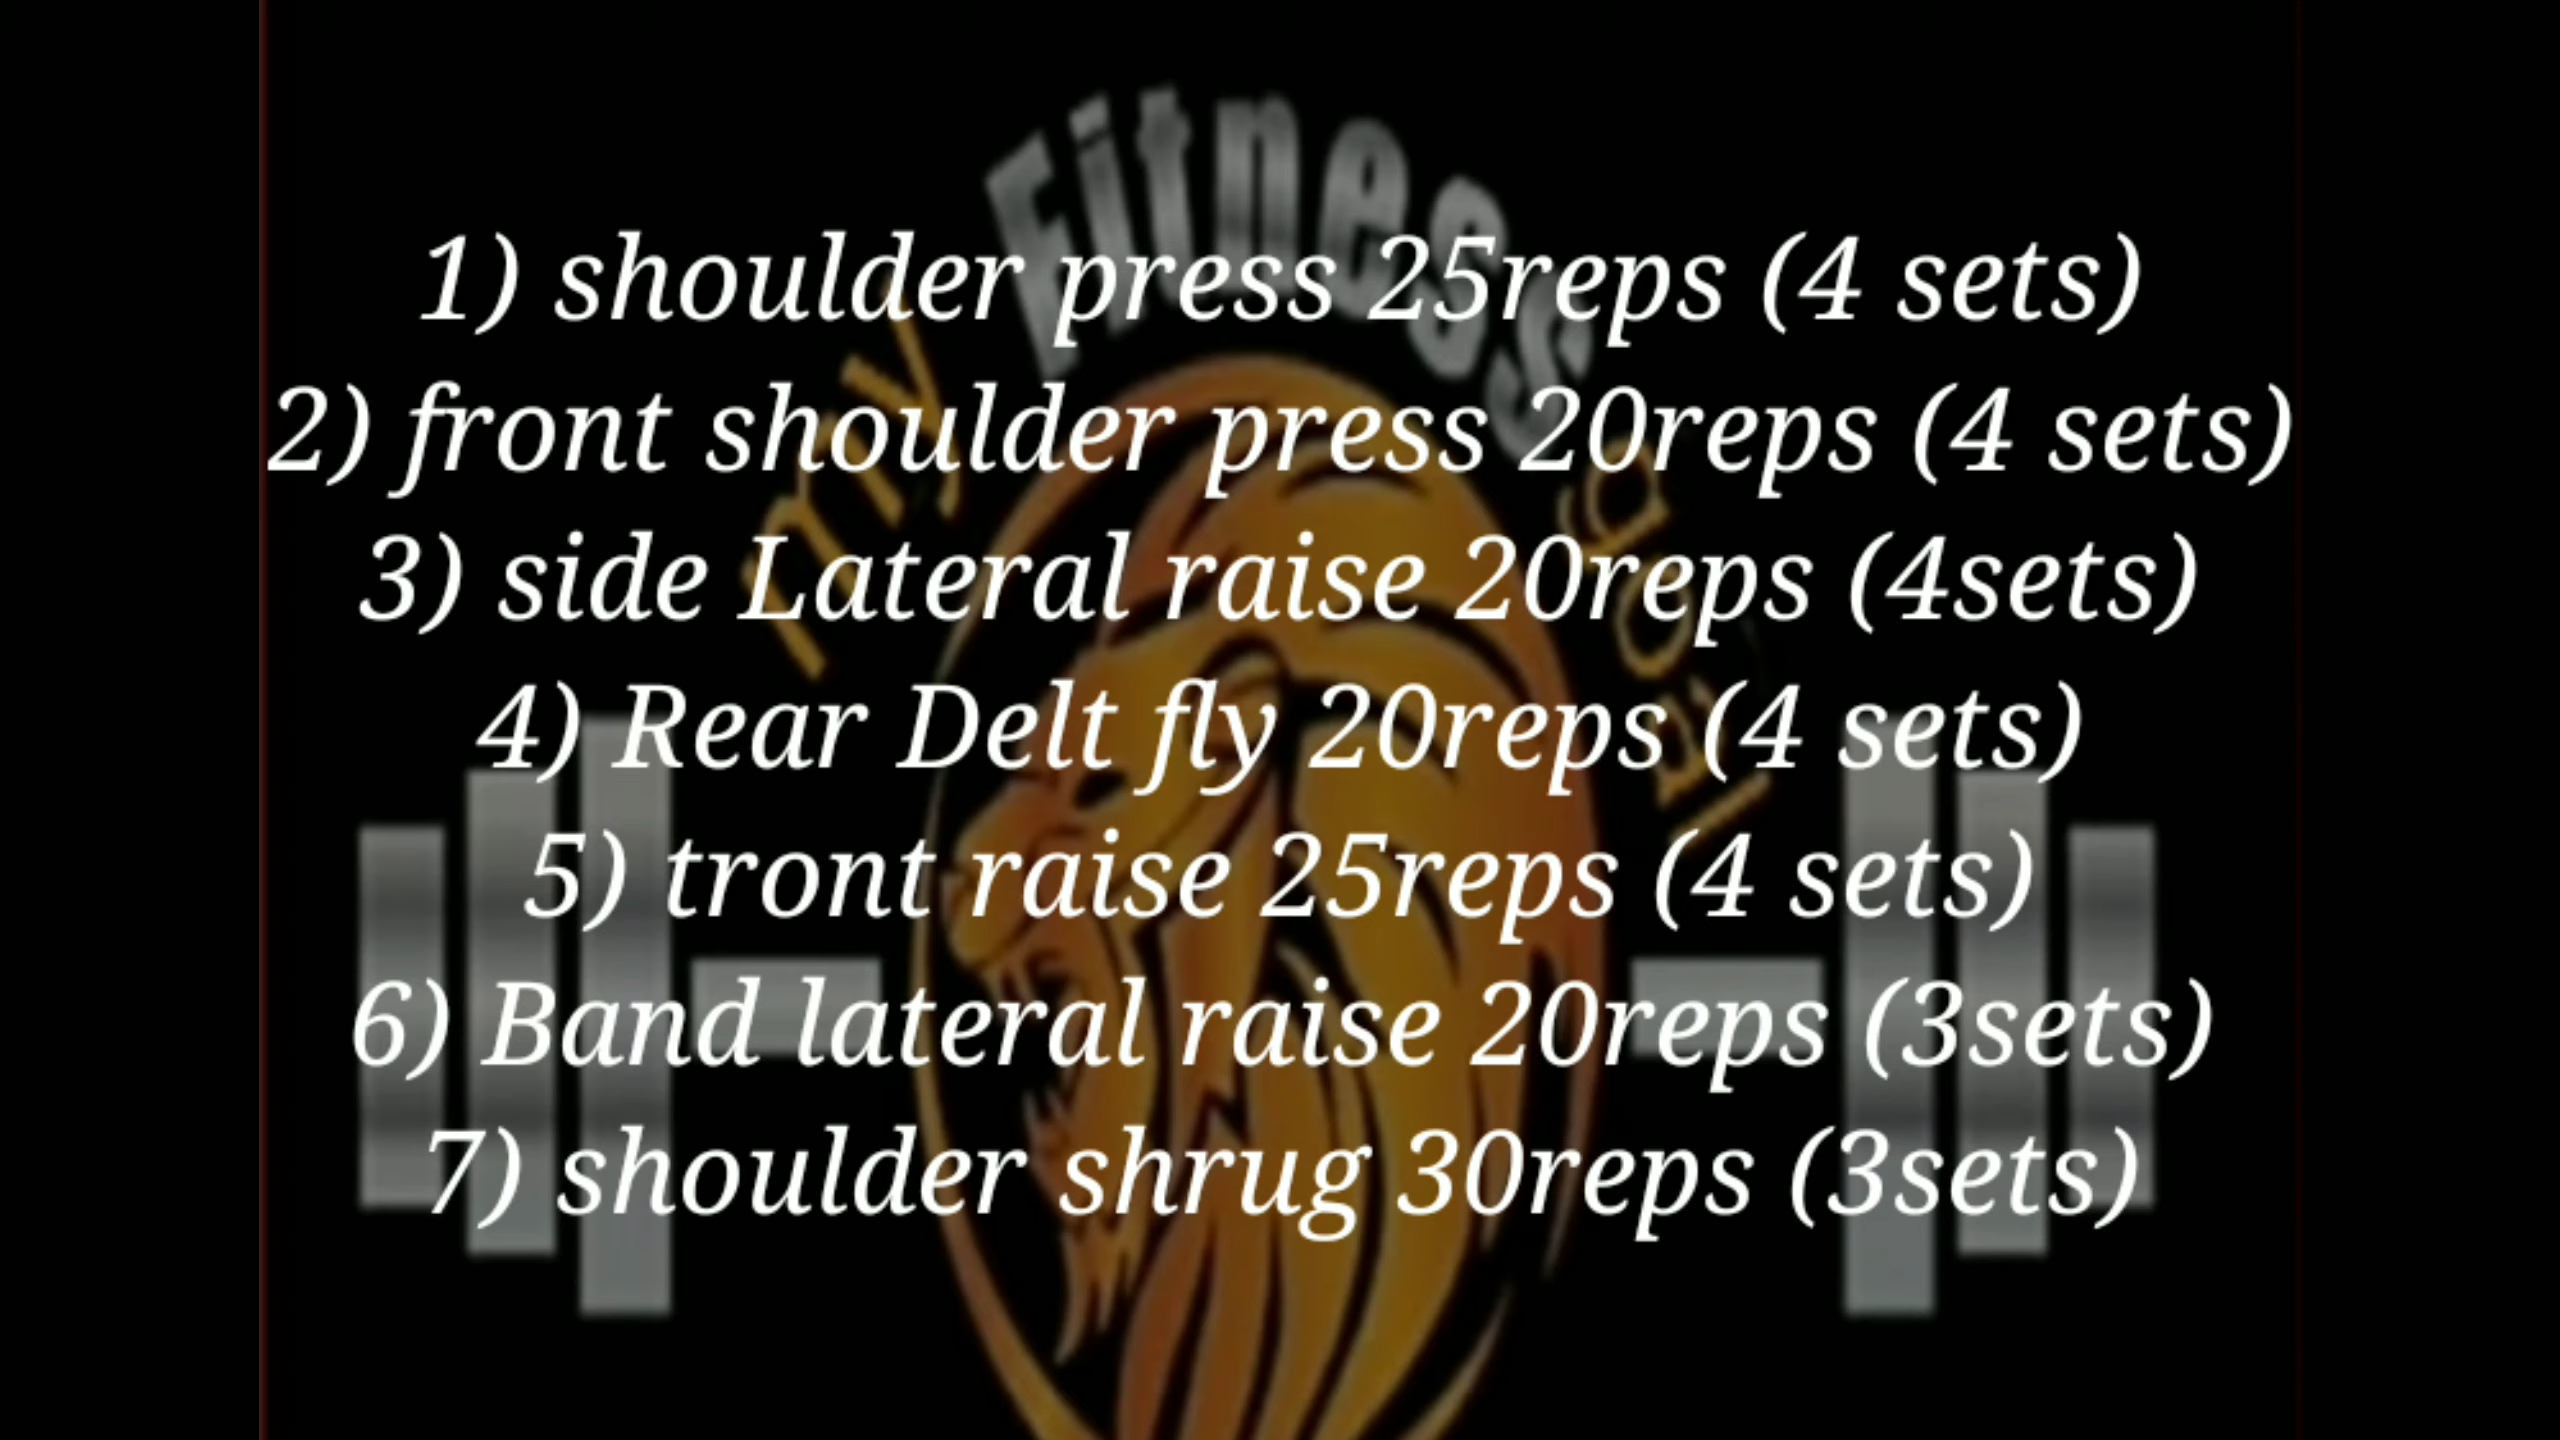 my Fitness
1) shoulder press 25reps (4 sets)
2) front shoulder press 20reps (4 sets)
3) side Lateral raise 20reps (4sets)
4) Rear Delt fly 20reps (4 sets)
5) tront raise 25reps (4 sets)
6) Band lateral raise 20reps (3sets)
7) shoulder shrug 30reps (3sets)